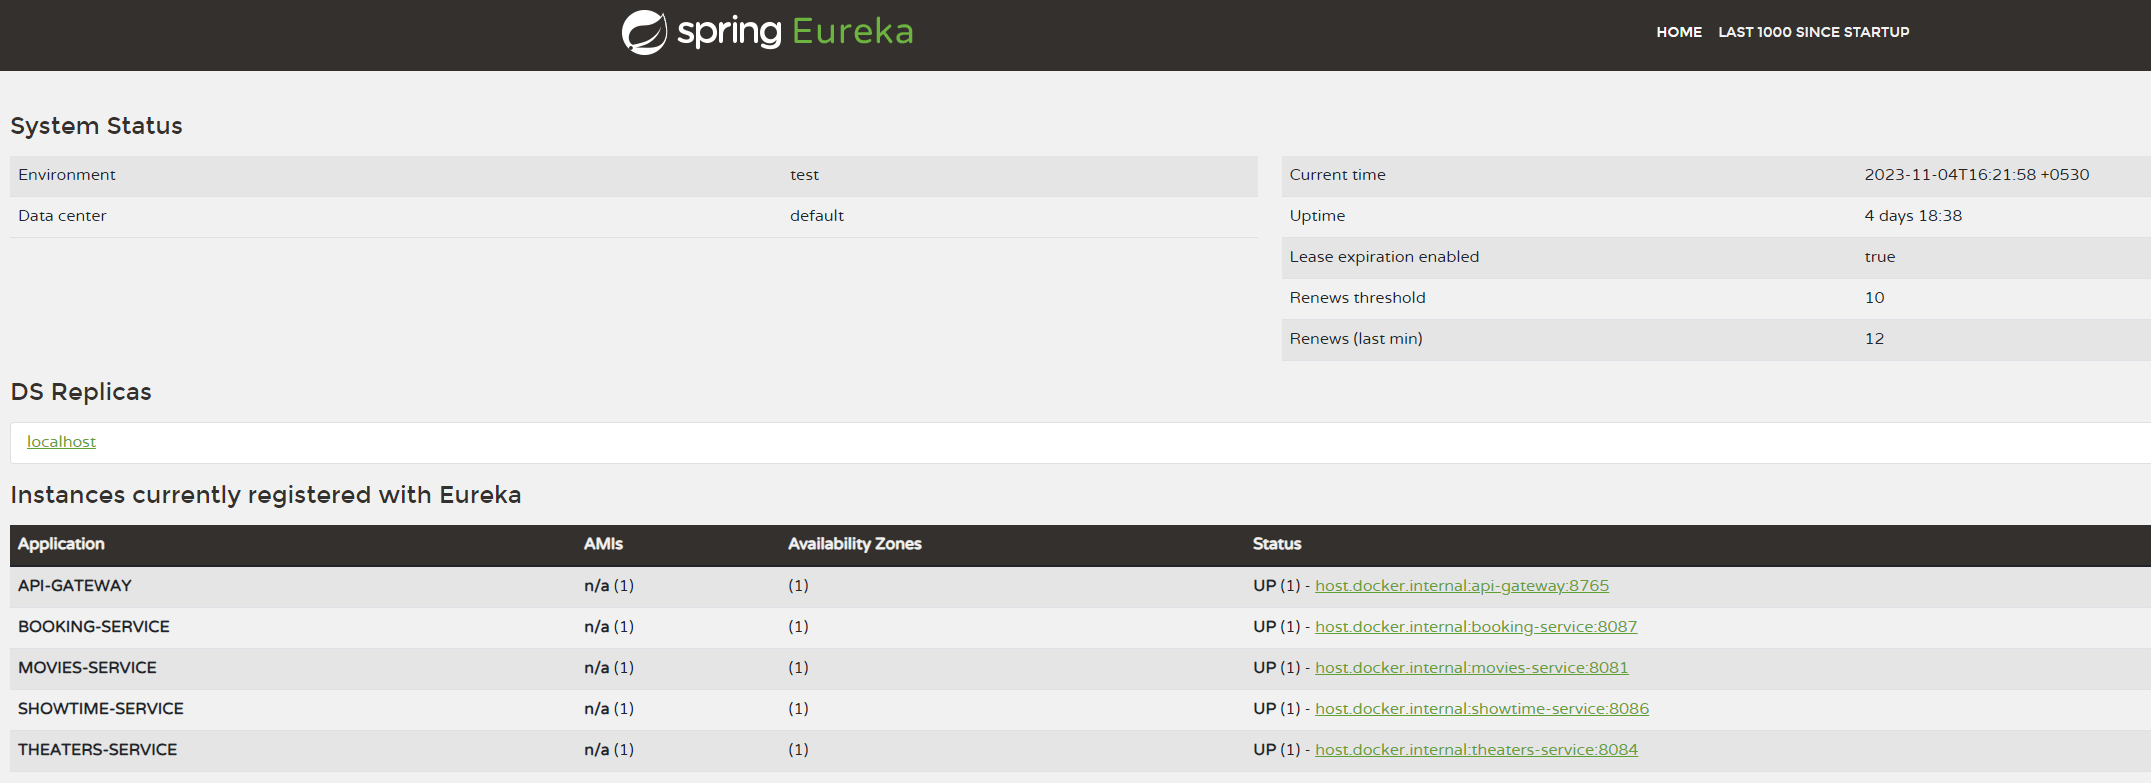 spring Eureka
HOME LAST 1000 SINCE STARTUP
System Status
Environment test
Data center default
Current time 2023-11-04T16:21:58 +0530
Uptime 4 days 18:38
Lease expiration enabled true
Renews threshold 10
Renews (last min) 12
DS Replicas
localhost
Instances currently registered with Eureka
Application AMIs Availability Zones Status
API-GATEWAY n/a (1) (1) UP (1) - host.docker.internal:api-gateway:8765
BOOKING-SERVICE n/a (1) (1) UP (1) - host.docker.internal:booking-service:8087
MOVIES-SERVICE n/a (1) (1) UP (1) - host.docker.internal:movies-service:8081
SHOWTIME-SERVICE n/a (1) (1) UP (1) - host.docker.internal:showtime-service:8086
THEATERS-SERVICE n/a (1) (1) UP (1) - host.docker.internal:theaters-service:8084